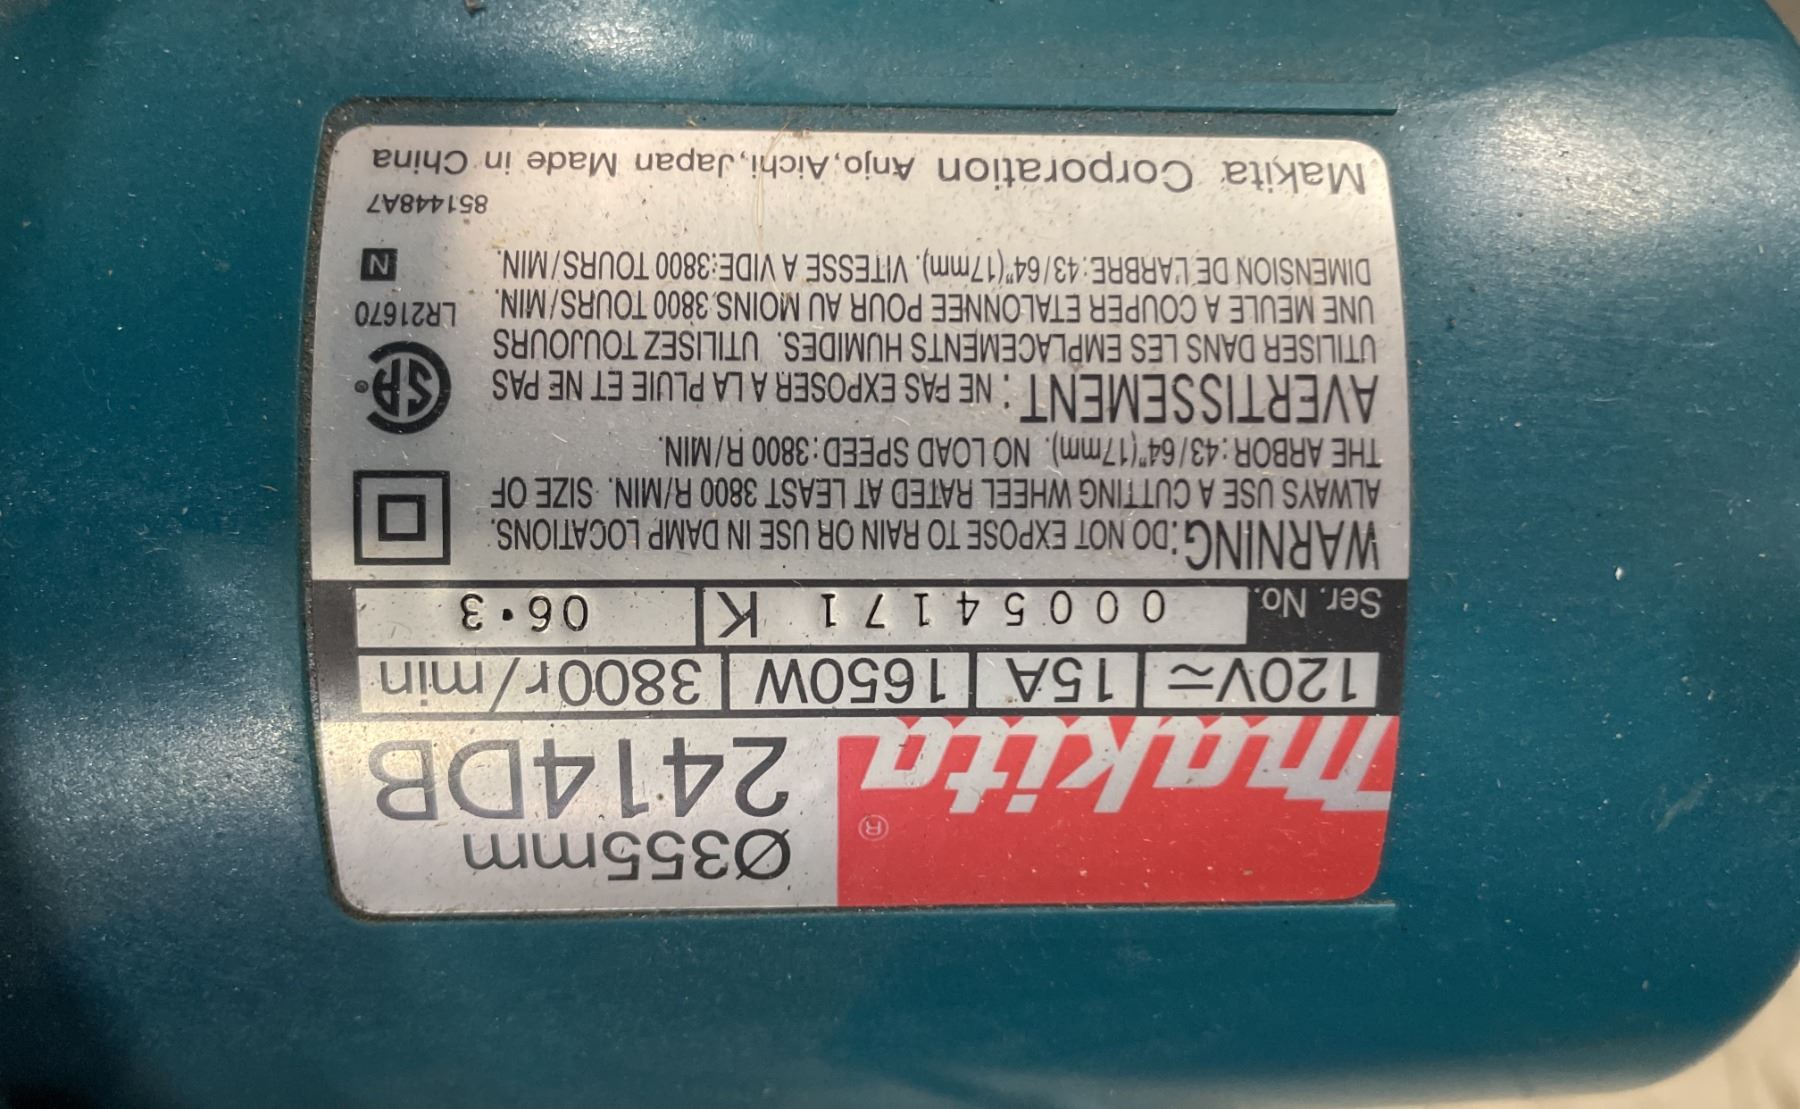 makita®
Ø355mm
2414DB
120V≂ 15A 1650W 3800r/min
Ser. No. 00054171 K 06·3
WARNING:DO NOT EXPOSE TO RAIN OR USE IN DAMP LOCATIONS.
ALWAYS USE A CUTTING WHEEL RATED AT LEAST 3800 R/MIN. SIZE OF
THE ARBOR:43/64"(17mm). NO LOAD SPEED:3800 R/MIN.
AVERTISSEMENT: NE PAS EXPOSER A LA PLUIE ET NE PAS
UTILISER DANS LES EMPLACEMENTS HUMIDES. UTILISEZ TOUJOURS
UNE MEULE A COUPER ETALONNEE POUR AU MOINS 3800 TOURS/MIN.
DIMENSION DE L'ARBRE:43/64"(17mm). VITESSE A VIDE:3800 TOURS/MIN.
SA®
LR21670
N
851448A7
Makita Corporation Anjo,Aichi,Japan Made in China